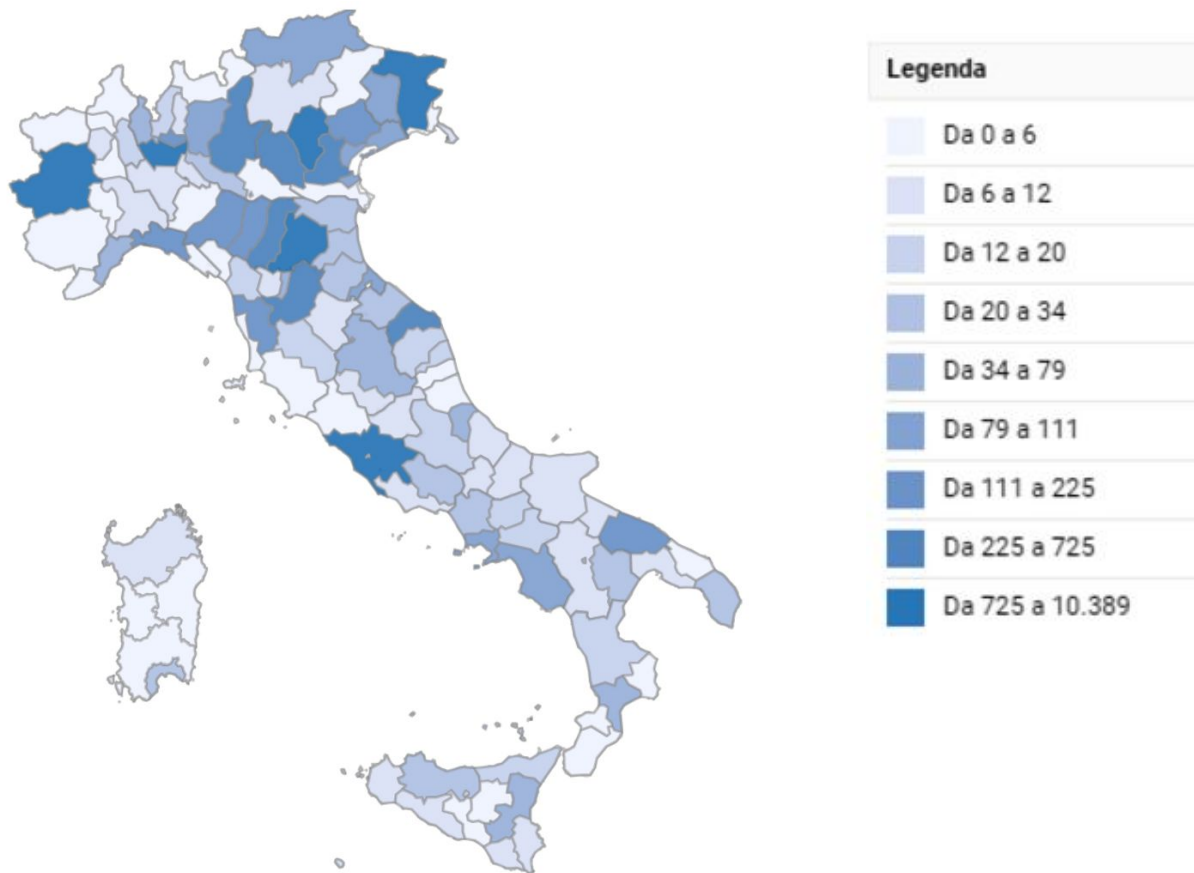 Legenda
Da 0 a 6
Da 6 a 12
Da 12 a 20
Da 20 a 34
Da 34 a 79
Da 79 a 111
Da 111 a 225
Da 225 a 725
Da 725 a 10.389